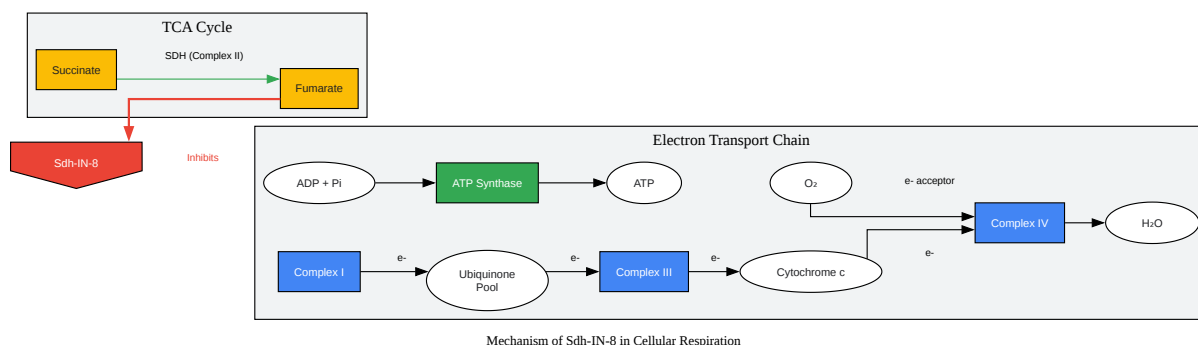 TCA Cycle
SDH (Complex II)
Succinate
Fumarate
Sdh-IN-8
Inhibits
Electron Transport Chain
ADP + Pi
ATP Synthase
ATP
O₂
e- acceptor
Complex IV
H₂O
Complex I
e-
Ubiquinone
Pool
e-
Complex III
e-
Cytochrome c
e-
Mechanism of Sdh-IN-8 in Cellular Respiration